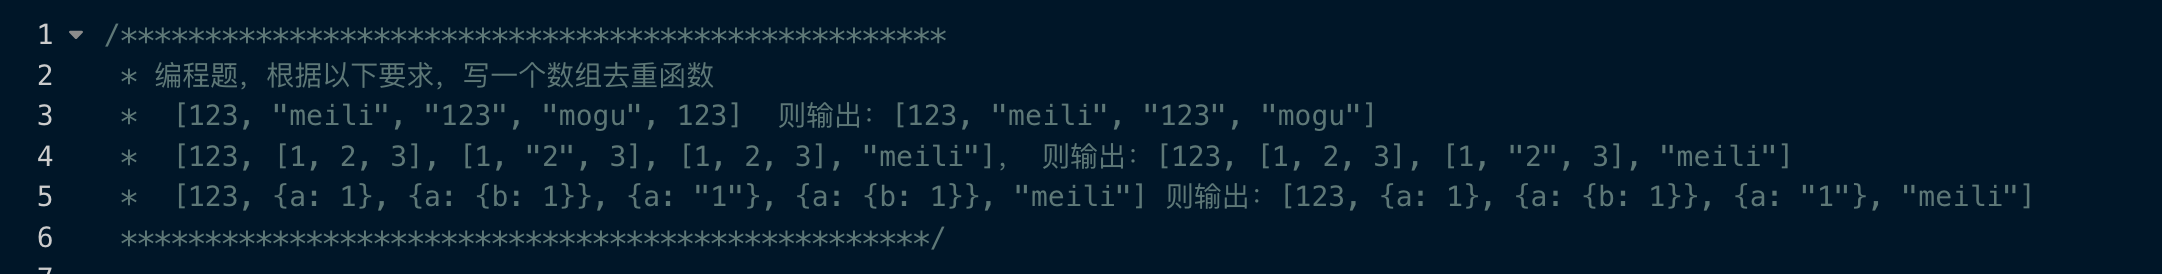 1 /*************************************************
2 * 编程题，根据以下要求，写一个数组去重函数
3 * [123, "meili", "123", "mogu", 123] 则输出：[123, "meili", "123", "mogu"]
4 * [123, [1, 2, 3], [1, "2", 3], [1, 2, 3], "meili"]， 则输出：[123, [1, 2, 3], [1, "2", 3], "meili"]
5 * [123, {a: 1}, {a: {b: 1}}, {a: "1"}, {a: {b: 1}}, "meili"] 则输出：[123, {a: 1}, {a: {b: 1}}, {a: "1"}, "meili"]
6 ************************************************/
7